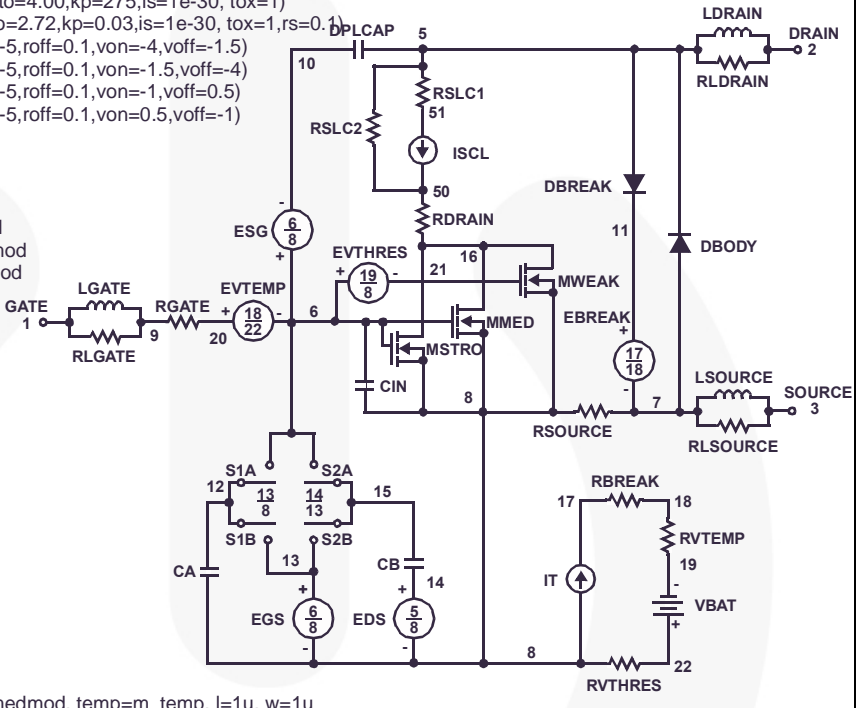 to=4.00,kp=275,is=1e-30, tox=1)
o=2.72,kp=0.03,is=1e-30, tox=1,rs=0.1)
-5,roff=0.1,von=-4,voff=-1.5)
-5,roff=0.1,von=-1.5,voff=-4)
-5,roff=0.1,von=-1,voff=0.5)
-5,roff=0.1,von=0.5,voff=-1)
DPLCAP
5
LDRAIN
DRAIN
2
10
RLDRAIN
RSLC1
51
RSLC2
ISCL
50
DBREAK
RDRAIN
ESG
6
8
-
+
11
DBODY
mod
od
EVTHRES
+
19
8
-
21
16
MWEAK
LGATE
GATE
1
RLGATE
9
RGATE
20
EVTEMP
+
18
22
-
6
MMED
MSTRO
EBREAK
+
17
18
-
CIN
8
RSOURCE
7
LSOURCE
SOURCE
3
RLSOURCE
S1A
S2A
12
13
8
14
13
15
S1B
S2B
13
CA
CB
14
+
EGS
6
8
-
+
EDS
5
8
-
RBREAK
17
18
RVTEMP
19
IT
-
VBAT
+
8
22
RVTHRES
nedmod, temp=m_temp, l=1u, w=1u